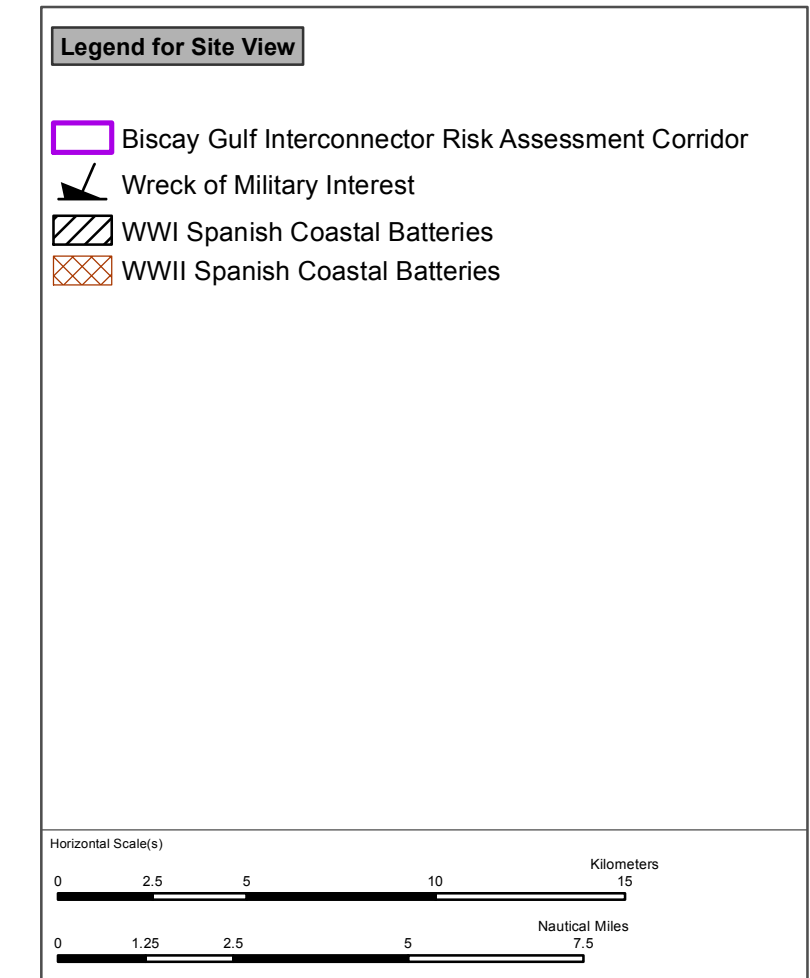 Legend for Site View
Biscay Gulf Interconnector Risk Assessment Corridor
Wreck of Military Interest
WWI Spanish Coastal Batteries
WWII Spanish Coastal Batteries
Horizontal Scale(s)
Kilometers
0 2.5 5 10 15
Nautical Miles
0 1.25 2.5 5 7.5